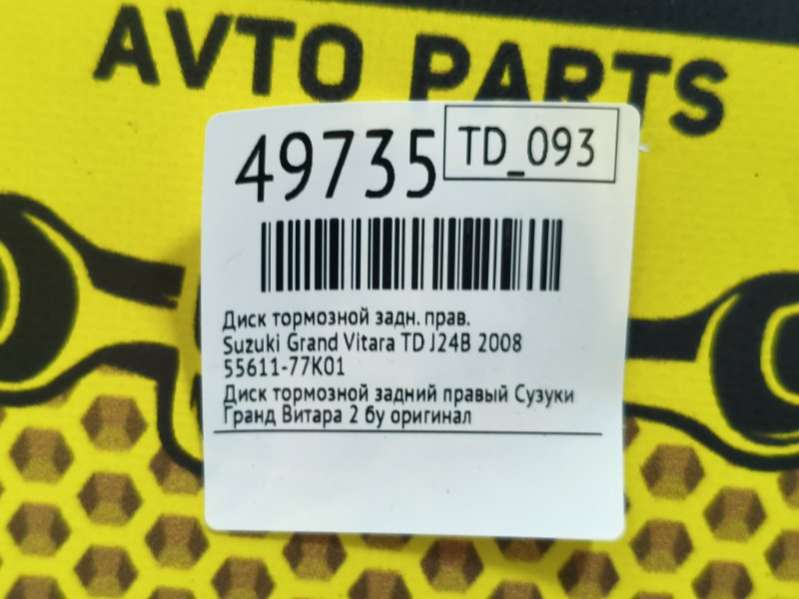 AVTO PARTS
49735
TD_093
Диск тормозной задн. прав.
Suzuki Grand Vitara TD J24B 2008
55611-77K01
Диск тормозной задний правый Сузуки
Гранд Витара 2 бу оригинал